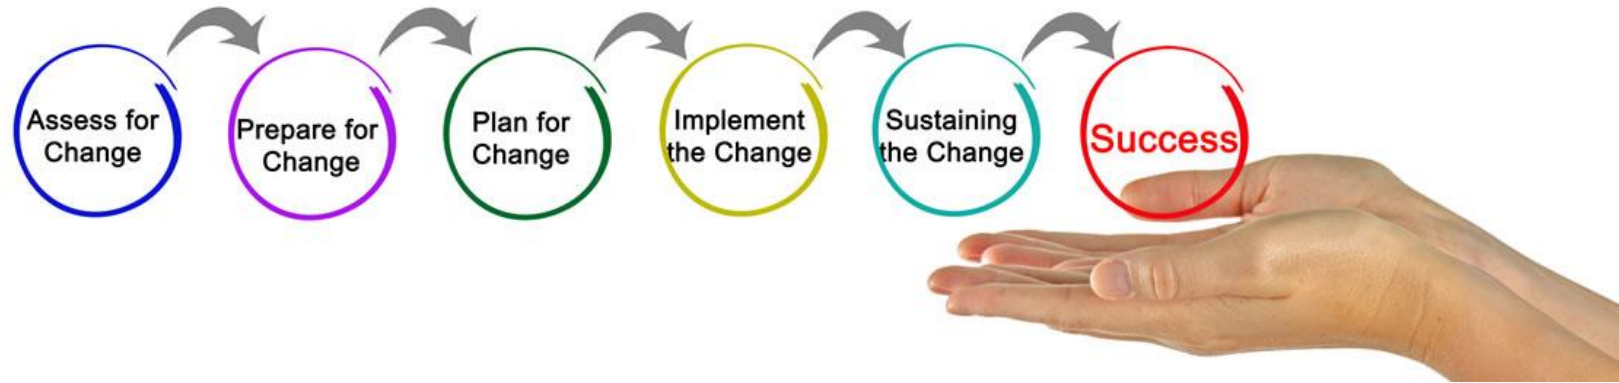 Assess for
Change
Prepare for
Change
Plan for
Change
Implement
the Change
Sustaining
the Change
Success